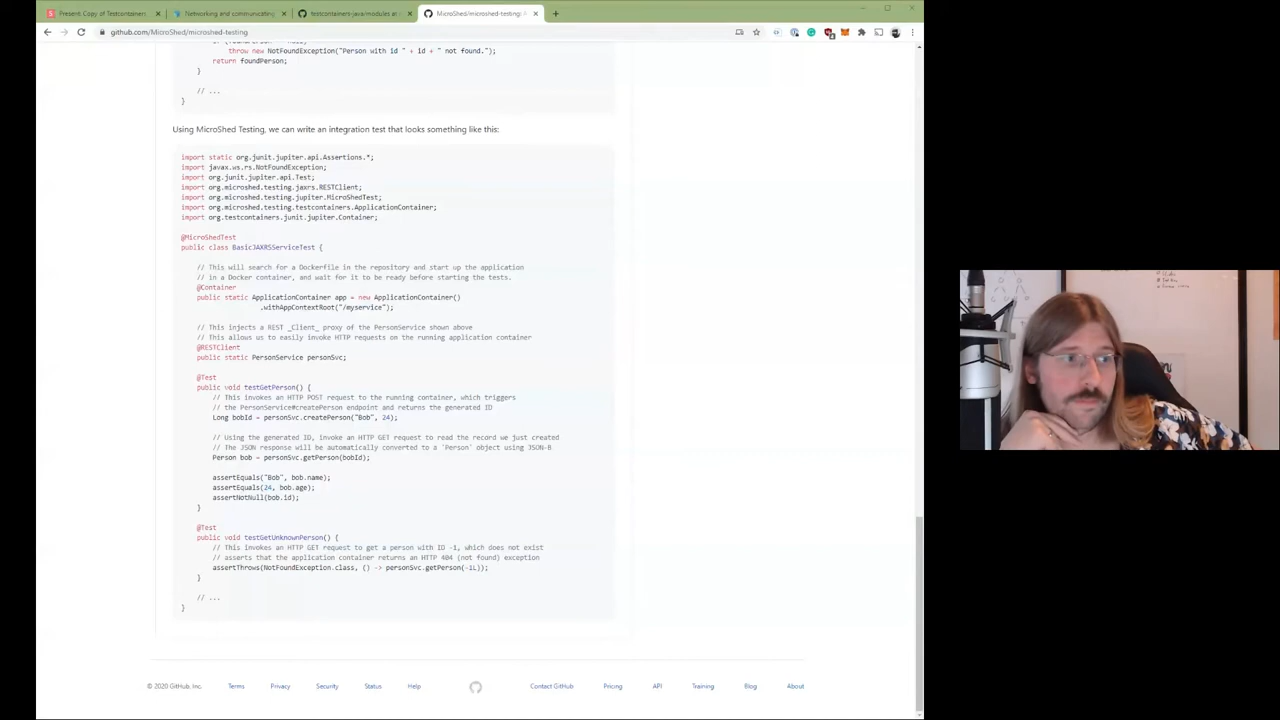 Present Copy of Testcontainers
Networking and communicating
testcontainers-java/modules at
MicroShed/microshed-testing:
github.com/MicroShed/microshed-testing
throw new NotFoundException("Person with id " + id + " not found.");
return foundPerson;
}
// ...
}
Using MicroShed Testing, we can write an integration test that looks something like this:
import static org.junit.jupiter.api.Assertions.*;
import javax.ws.rs.NotFoundException;
import org.junit.jupiter.api.Test;
import org.microshed.testing.jaxrs.RESTClient;
import org.microshed.testing.jupiter.MicroShedTest;
import org.microshed.testing.testcontainers.ApplicationContainer;
import org.testcontainers.junit.jupiter.Container;
@MicroShedTest
public class BasicJAXRSServiceTest {
// This will search for a Dockerfile in the repository and start up the application
// in a Docker container, and wait for it to be ready before starting the tests.
@Container
public static ApplicationContainer app = new ApplicationContainer()
.withAppContextRoot("/myservice");
// This injects a REST _Client_ proxy of the PersonService shown above
// This allows us to easily invoke HTTP requests on the running application container
@RESTClient
public static PersonService personSvc;
@Test
public void testGetPerson() {
// This invokes an HTTP POST request to the running container, which triggers
// the PersonService#createPerson endpoint and returns the generated ID
Long bobId = personSvc.createPerson("Bob", 24);
// Using the generated ID, invoke an HTTP GET request to read the record we just created
// The JSON response will be automatically converted to a 'Person' object using JSON-B
Person bob = personSvc.getPerson(bobId);
assertEquals("Bob", bob.name);
assertEquals(24, bob.age);
assertNotNull(bob.id);
}
@Test
public void testGetUnknownPerson() {
// This invokes an HTTP GET request to get a person with ID -1, which does not exist
// asserts that the application container returns an HTTP 404 (not found) exception
assertThrows(NotFoundException.class, () -> personSvc.getPerson(-1L));
}
// ...
}
© 2020 GitHub, Inc. Terms Privacy Security Status Help Contact GitHub Pricing API Training Blog About